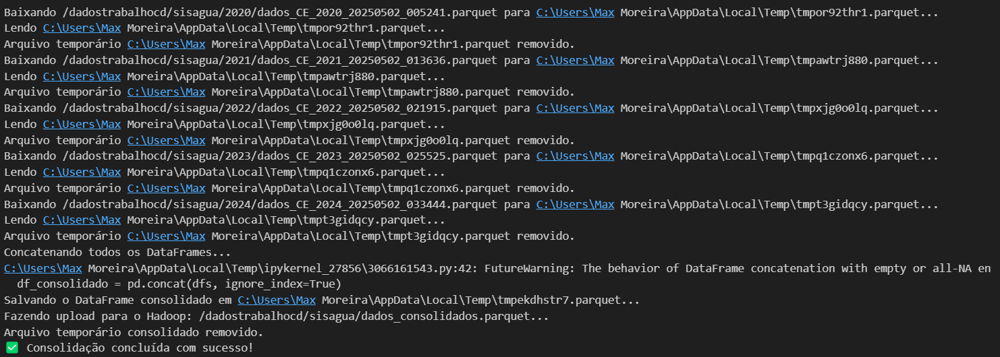 Baixando /dadostrabalhocd/sisagua/2020/dados_CE_2020_20250502_005241.parquet para C:\Users\Max Moreira\AppData\Local\Temp\tmpor92thr1.parquet...
Lendo C:\Users\Max Moreira\AppData\Local\Temp\tmpor92thr1.parquet...
Arquivo temporário C:\Users\Max Moreira\AppData\Local\Temp\tmpor92thr1.parquet removido.
Baixando /dadostrabalhocd/sisagua/2021/dados_CE_2021_20250502_013636.parquet para C:\Users\Max Moreira\AppData\Local\Temp\tmpawtrj880.parquet...
Lendo C:\Users\Max Moreira\AppData\Local\Temp\tmpawtrj880.parquet...
Arquivo temporário C:\Users\Max Moreira\AppData\Local\Temp\tmpawtrj880.parquet removido.
Baixando /dadostrabalhocd/sisagua/2022/dados_CE_2022_20250502_021915.parquet para C:\Users\Max Moreira\AppData\Local\Temp\tmpxjg0o0lq.parquet...
Lendo C:\Users\Max Moreira\AppData\Local\Temp\tmpxjg0o0lq.parquet...
Arquivo temporário C:\Users\Max Moreira\AppData\Local\Temp\tmpxjg0o0lq.parquet removido.
Baixando /dadostrabalhocd/sisagua/2023/dados_CE_2023_20250502_025525.parquet para C:\Users\Max Moreira\AppData\Local\Temp\tmpq1czonx6.parquet...
Lendo C:\Users\Max Moreira\AppData\Local\Temp\tmpq1czonx6.parquet...
Arquivo temporário C:\Users\Max Moreira\AppData\Local\Temp\tmpq1czonx6.parquet removido.
Baixando /dadostrabalhocd/sisagua/2024/dados_CE_2024_20250502_033444.parquet para C:\Users\Max Moreira\AppData\Local\Temp\tmpt3gidqcy.parquet...
Lendo C:\Users\Max Moreira\AppData\Local\Temp\tmpt3gidqcy.parquet...
Arquivo temporário C:\Users\Max Moreira\AppData\Local\Temp\tmpt3gidqcy.parquet removido.
Concatenando todos os DataFrames...
C:\Users\Max Moreira\AppData\Local\Temp\ipykernel_27856\3066161543.py:42: FutureWarning: The behavior of DataFrame concatenation with empty or all-NA en
  df_consolidado = pd.concat(dfs, ignore_index=True)
Salvando o DataFrame consolidado em C:\Users\Max Moreira\AppData\Local\Temp\tmpekdhstr7.parquet...
Fazendo upload para o Hadoop: /dadostrabalhocd/sisagua/dados_consolidados.parquet...
Arquivo temporário consolidado removido.
✅ Consolidação concluída com sucesso!